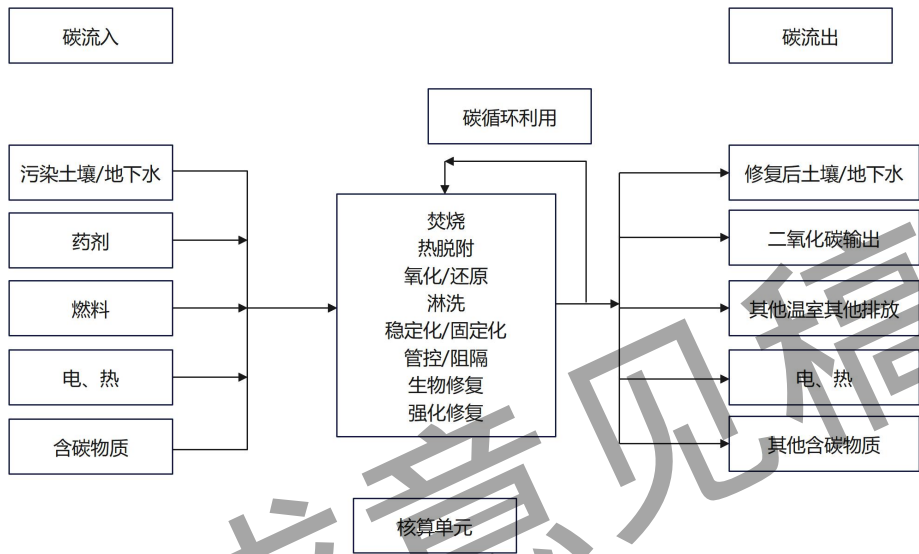 碳流入
碳流出
碳循环利用
污染土壤/地下水
药剂
燃料
电、热
含碳物质
焚烧
热脱附
氧化/还原
淋洗
稳定化/固定化
管控/阻隔
生物修复
强化修复
修复后土壤/地下水
二氧化碳输出
其他温室其他排放
电、热
其他含碳物质
核算单元
求意见稿